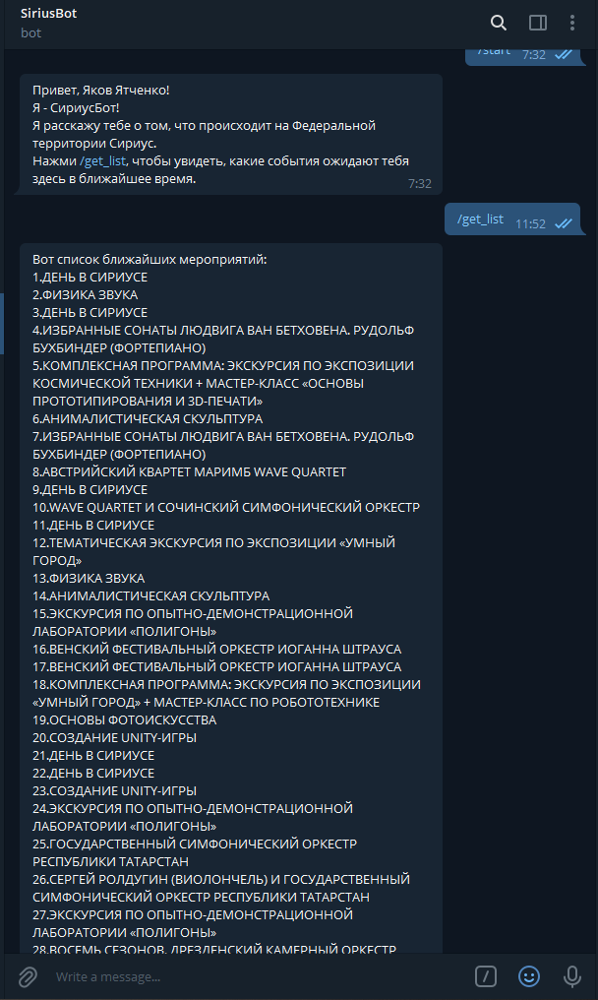 SiriusBot
bot
/start 7:32
Привет, Яков Ятченко!
Я - СириусБот!
Я расскажу тебе о том, что происходит на Федеральной
территории Сириус.
Нажми /get_list, чтобы увидеть, какие события ожидают тебя
здесь в ближайшее время.
7:32
/get_list 11:52
Вот список ближайших мероприятий:
1.ДЕНЬ В СИРИУСЕ
2.ФИЗИКА ЗВУКА
3.ДЕНЬ В СИРИУСЕ
4.ИЗБРАННЫЕ СОНАТЫ ЛЮДВИГА ВАН БЕТХОВЕНА. РУДОЛЬФ
БУХБИНДЕР (ФОРТЕПИАНО)
5.КОМПЛЕКСНАЯ ПРОГРАММА: ЭКСКУРСИЯ ПО ЭКСПОЗИЦИИ
КОСМИЧЕСКОЙ ТЕХНИКИ + МАСТЕР-КЛАСС «ОСНОВЫ
ПРОТОТИПИРОВАНИЯ И 3D-ПЕЧАТИ»
6.АНИМАЛИСТИЧЕСКАЯ СКУЛЬПТУРА
7.ИЗБРАННЫЕ СОНАТЫ ЛЮДВИГА ВАН БЕТХОВЕНА. РУДОЛЬФ
БУХБИНДЕР (ФОРТЕПИАНО)
8.АВСТРИЙСКИЙ КВАРТЕТ МАРИМБ WAVE QUARTET
9.ДЕНЬ В СИРИУСЕ
10.WAVE QUARTET И СОЧИНСКИЙ СИМФОНИЧЕСКИЙ ОРКЕСТР
11.ДЕНЬ В СИРИУСЕ
12.ТЕМАТИЧЕСКАЯ ЭКСКУРСИЯ ПО ЭКСПОЗИЦИИ «УМНЫЙ
ГОРОД»
13.ФИЗИКА ЗВУКА
14.АНИМАЛИСТИЧЕСКАЯ СКУЛЬПТУРА
15.ЭКСКУРСИЯ ПО ОПЫТНО-ДЕМОНСТРАЦИОННОЙ
ЛАБОРАТОРИИ «ПОЛИГОНЫ»
16.ВЕНСКИЙ ФЕСТИВАЛЬНЫЙ ОРКЕСТР ИОГАННА ШТРАУСА
17.ВЕНСКИЙ ФЕСТИВАЛЬНЫЙ ОРКЕСТР ИОГАННА ШТРАУСА
18.КОМПЛЕКСНАЯ ПРОГРАММА: ЭКСКУРСИЯ ПО ЭКСПОЗИЦИИ
«УМНЫЙ ГОРОД» + МАСТЕР-КЛАСС ПО РОБОТОТЕХНИКЕ
19.ОСНОВЫ ФОТОИСКУССТВА
20.СОЗДАНИЕ UNITY-ИГРЫ
21.ДЕНЬ В СИРИУСЕ
22.ДЕНЬ В СИРИУСЕ
23.СОЗДАНИЕ UNITY-ИГРЫ
24.ЭКСКУРСИЯ ПО ОПЫТНО-ДЕМОНСТРАЦИОННОЙ
ЛАБОРАТОРИИ «ПОЛИГОНЫ»
25.ГОСУДАРСТВЕННЫЙ СИМФОНИЧЕСКИЙ ОРКЕСТР
РЕСПУБЛИКИ ТАТАРСТАН
26.СЕРГЕЙ РОЛДУГИН (ВИОЛОНЧЕЛЬ) И ГОСУДАРСТВЕННЫЙ
СИМФОНИЧЕСКИЙ ОРКЕСТР РЕСПУБЛИКИ ТАТАРСТАН
27.ЭКСКУРСИЯ ПО ОПЫТНО-ДЕМОНСТРАЦИОННОЙ
ЛАБОРАТОРИИ «ПОЛИГОНЫ»
28.ВОСЕМЬ СЕЗОНОВ. ДРЕЗДЕНСКИЙ КАМЕРНЫЙ ОРКЕСТР
Write a message...